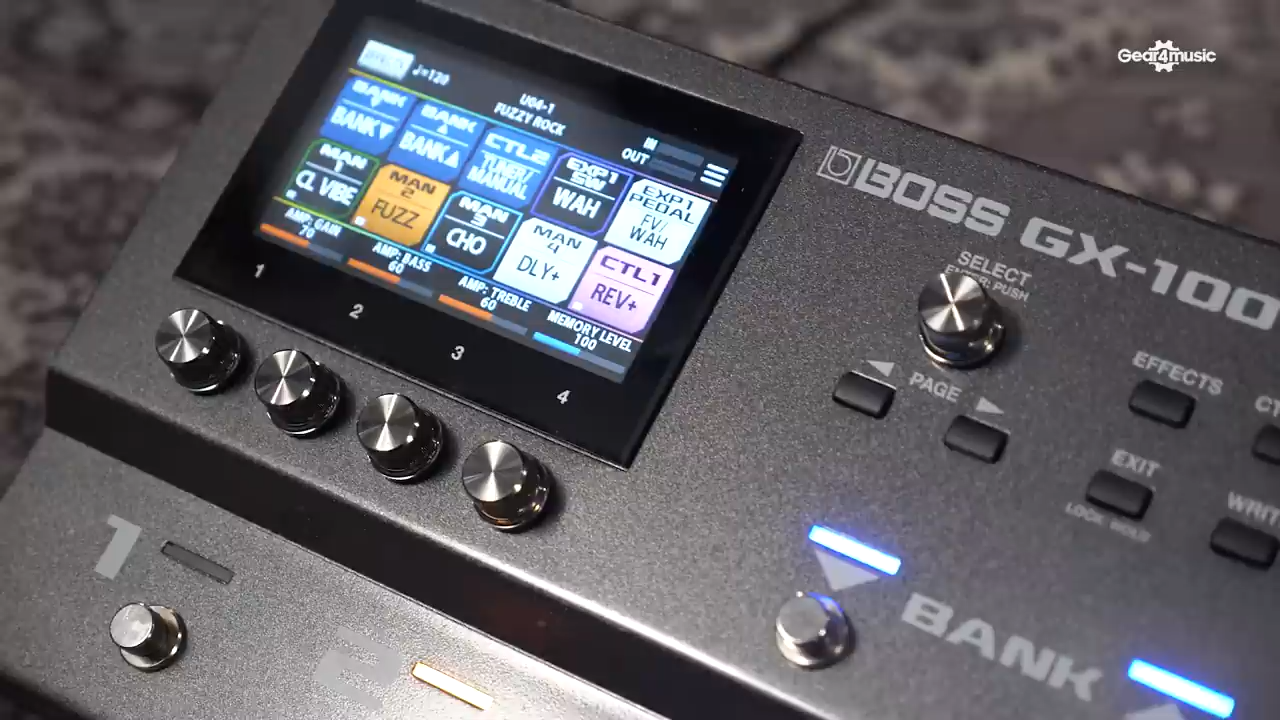 Gear4music
♩=120
U04-1
FUZZY ROCK
IN
OUT
BANK
BANK▼
BANK
BANK▲
CTL2
TUNER/
MANUAL
EXP1
SW
WAH
EXP1
PEDAL
FV/
WAH
MAN
1
CL VIBE
MAN
2
FUZZ
MAN
3
CHO
MAN
4
DLY+
CTL1
REV+
AMP: GAIN
70
AMP: BASS
60
AMP: TREBLE
60
MEMORY LEVEL
100
1
2
3
4
BOSS GX-100
SELECT
ENTER: PUSH
◀ PAGE ▶
EFFECTS
CT
EXIT
LOCK: HOLD
WRIT
1
2
BANK